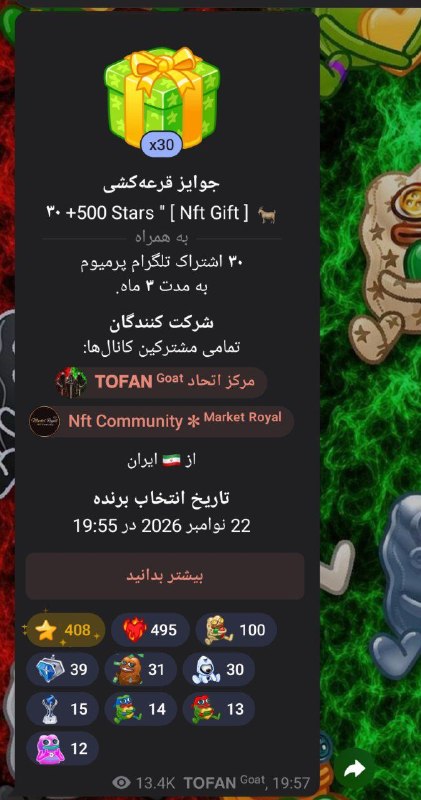 x30
جوایز قرعه‌کشی
۳۰ +500 Stars " [ Nft Gift ] 🐐
به همراه
۳۰ اشتراک تلگرام پرمیوم
به مدت ۳ ماه.
شرکت کنندگان
تمامی مشترکین کانال‌ها:
مرکز اتحاد TOFAN Goat
Nft Community ✻ Market Royal
از 🇮🇷 ایران
تاریخ انتخاب برنده
22 نوامبر 2026 در 19:55
بیشتر بدانید
408 495 100
39 31 30
15 14 13
12
13.4K TOFAN Goat, 19:57